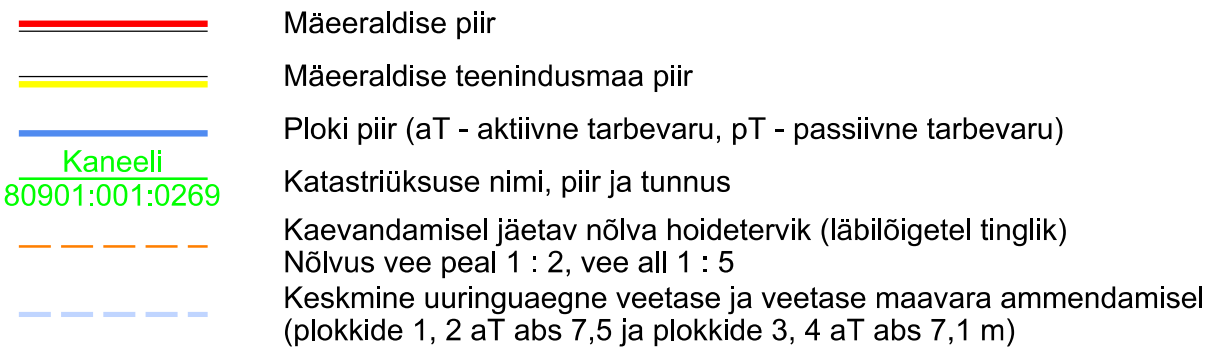 Mäeeraldise piir
Mäeeraldise teenindusmaa piir
Ploki piir (aT - aktiivne tarbevaru, pT - passiivne tarbevaru)
Kaneeli
80901:001:0269
Katastriüksuse nimi, piir ja tunnus
Kaevandamisel jäetav nõlva hoidetervik (läbilõigetel tinglik)
Nõlvus vee peal 1 : 2, vee all 1 : 5
Keskmine uuringuaegne veetase ja veetase maavara ammendamisel
(plokkide 1, 2 aT abs 7,5 ja plokkide 3, 4 aT abs 7,1 m)